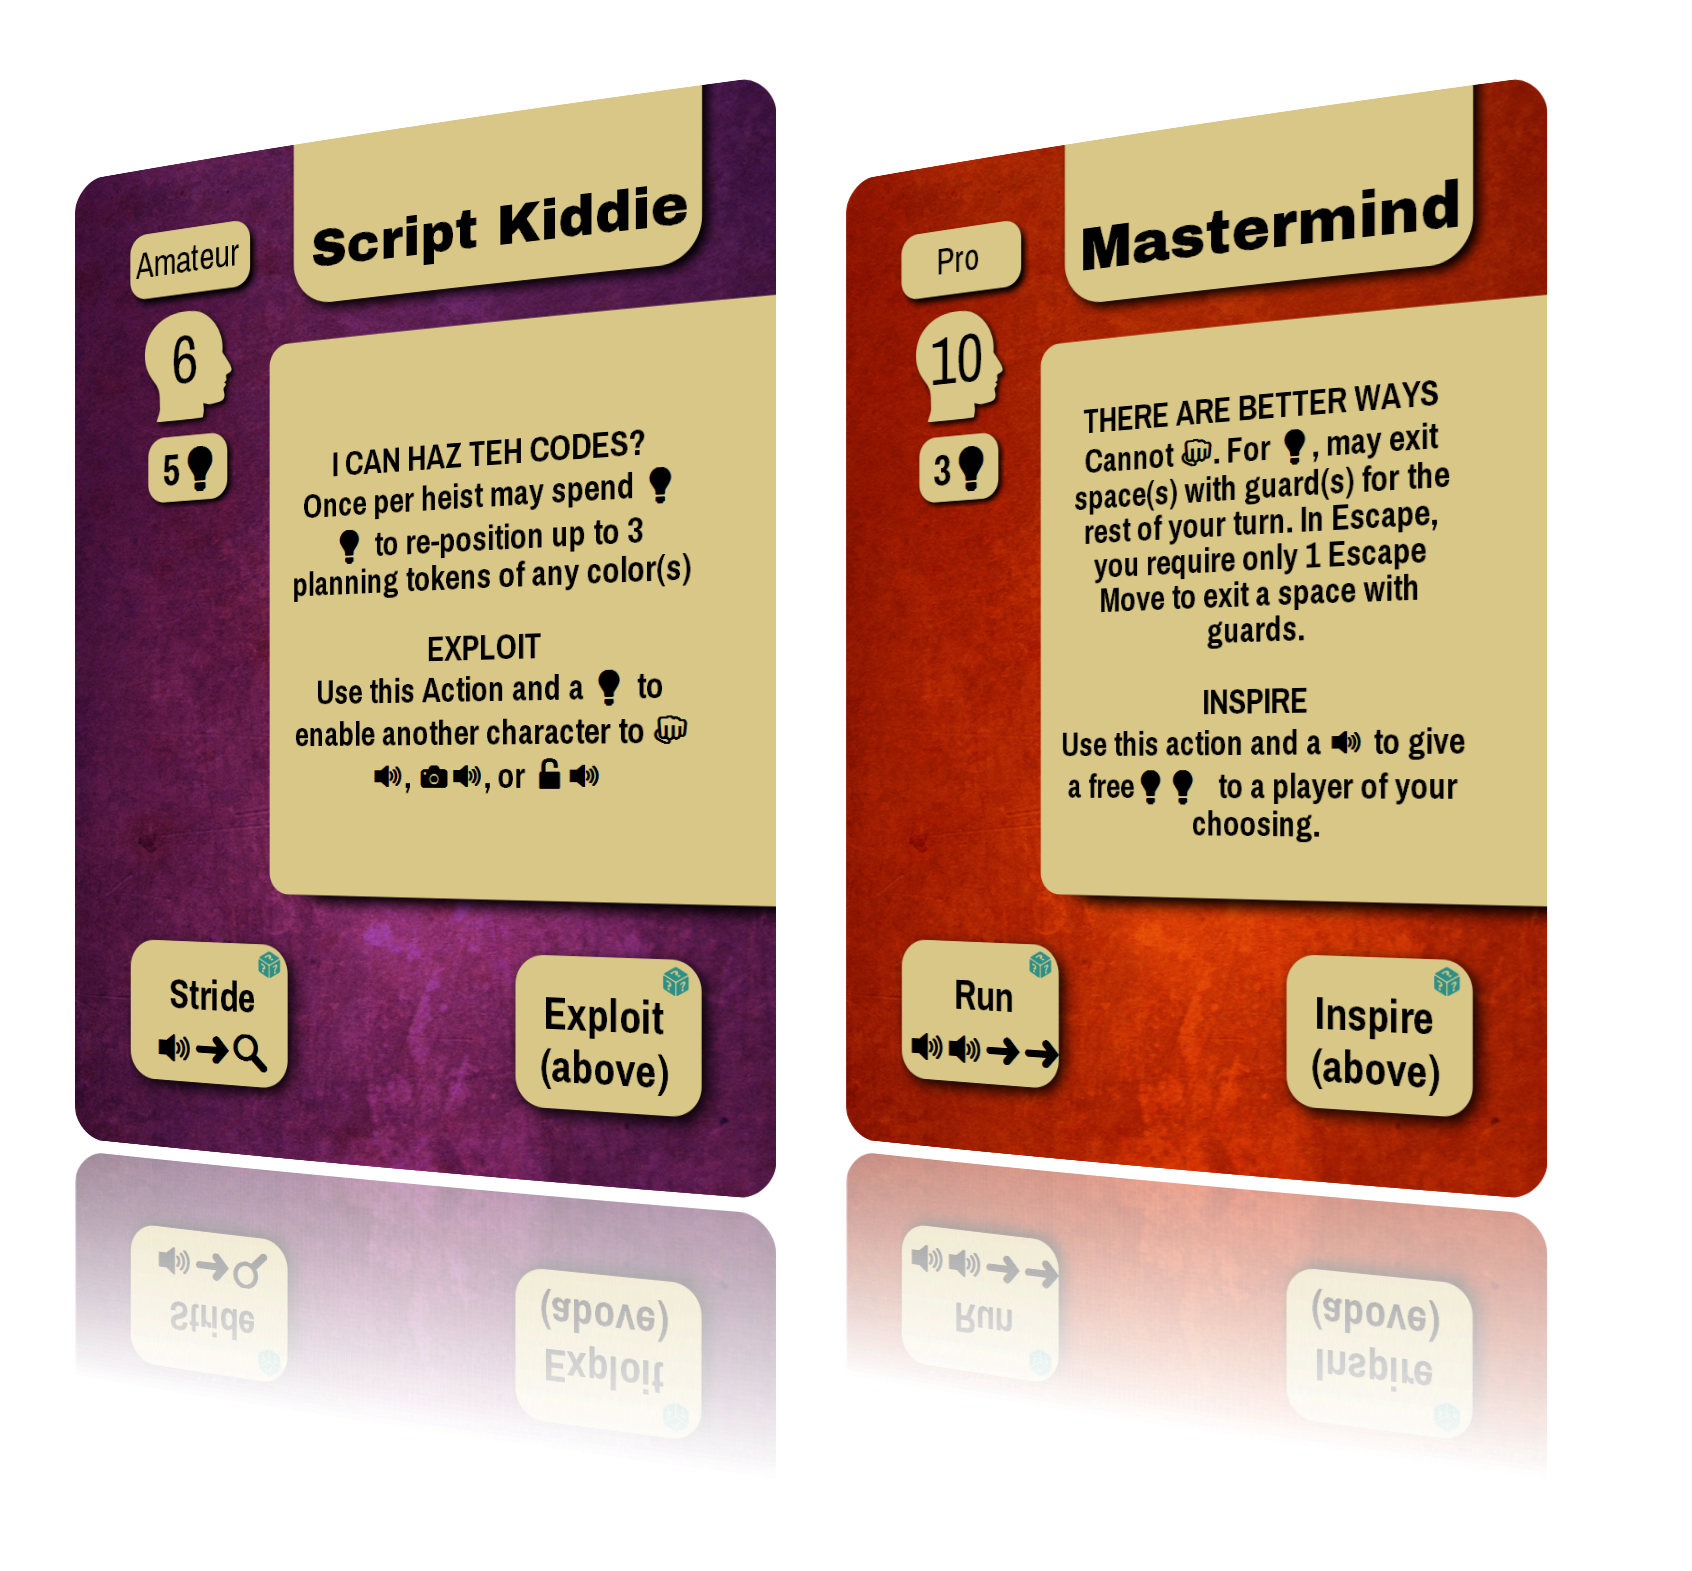 Script Kiddie
Amateur
6
5
I CAN HAZ TEH CODES?
Once per heist may spend
to re-position up to 3
planning tokens of any color(s)
EXPLOIT
Use this Action and a to
enable another character to
, , or
Stride
Exploit
(above)
Mastermind
Pro
10
3
THERE ARE BETTER WAYS
Cannot . For , may exit
space(s) with guard(s) for the
rest of your turn. In Escape,
you require only 1 Escape
Move to exit a space with
guards.
INSPIRE
Use this action and a to give
a free to a player of your
choosing.
Run
Inspire
(above)